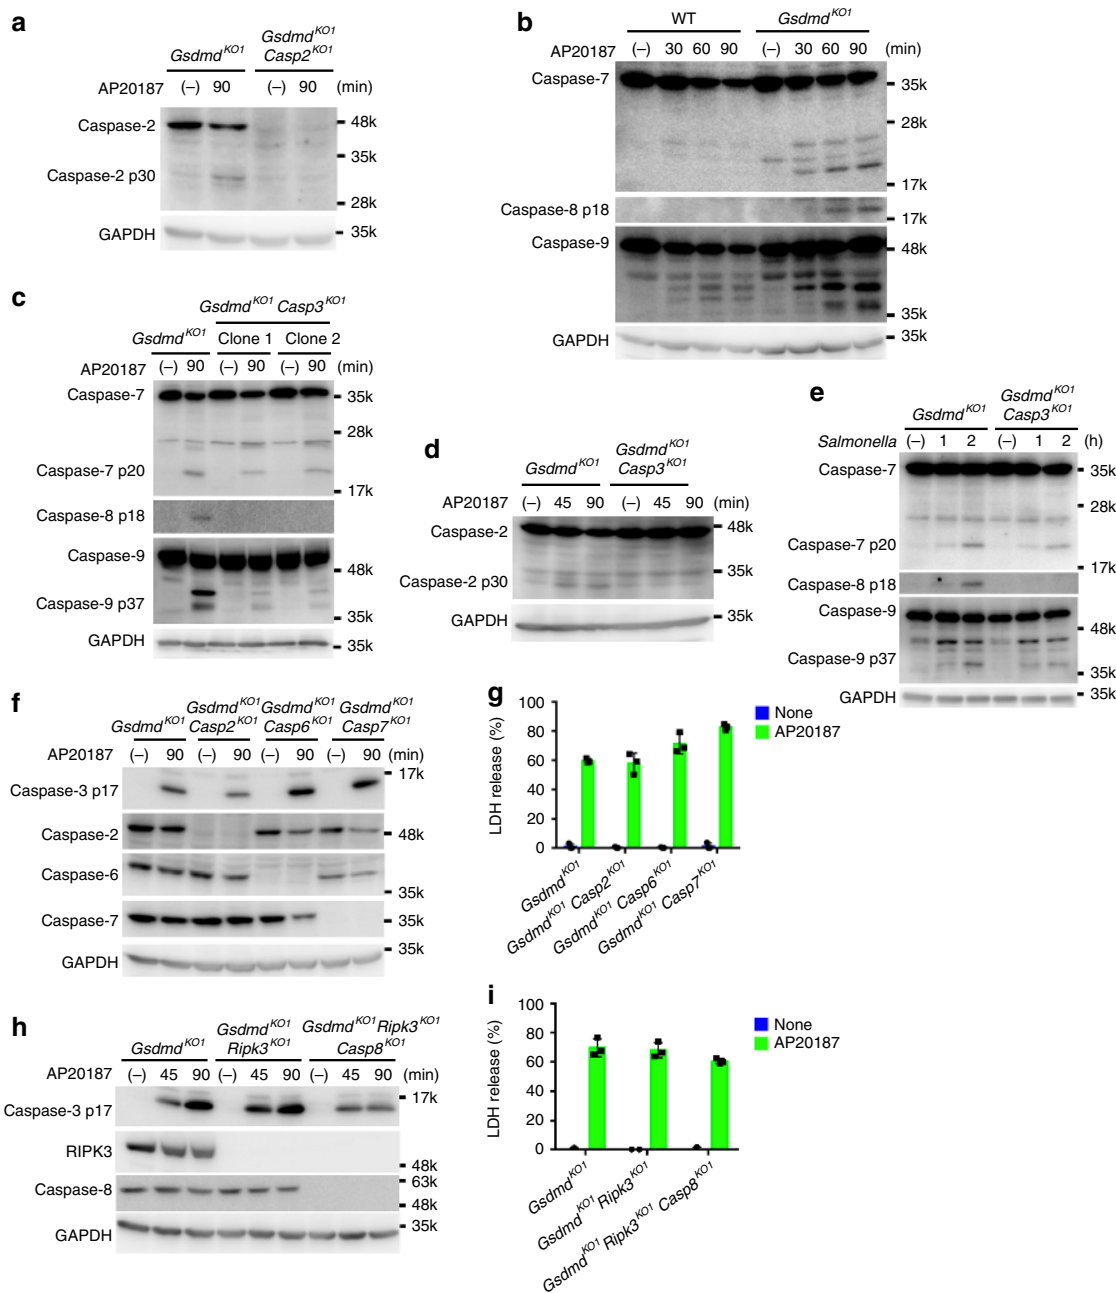 a
Gsdmd^KO1
Gsdmd^KO1 Casp2^KO1
AP20187 (–) 90 (–) 90 (min)
Caspase-2
48k
35k
Caspase-2 p30
28k
GAPDH
35k
b
WT Gsdmd^KO1
AP20187 (–) 30 60 90 (–) 30 60 90 (min)
Caspase-7
35k
28k
17k
Caspase-8 p18
17k
Caspase-9
48k
35k
GAPDH
35k
c
Gsdmd^KO1 Casp3^KO1
Gsdmd^KO1 Clone 1 Clone 2
AP20187 (–) 90 (–) 90 (–) 90 (min)
Caspase-7
35k
28k
Caspase-7 p20
17k
Caspase-8 p18
Caspase-9
48k
Caspase-9 p37
35k
GAPDH
35k
d
Gsdmd^KO1
Gsdmd^KO1 Casp3^KO1
AP20187 (–) 45 90 (–) 45 90 (min)
Caspase-2
48k
35k
Caspase-2 p30
GAPDH
35k
e
Gsdmd^KO1
Gsdmd^KO1 Casp3^KO1
Salmonella (–) 1 2 (–) 1 2 (h)
Caspase-7
35k
28k
Caspase-7 p20
17k
Caspase-8 p18
Caspase-9
48k
Caspase-9 p37
35k
GAPDH
35k
f
Gsdmd^KO1 Gsdmd^KO1 Gsdmd^KO1
Gsdmd^KO1 Casp2^KO1 Casp6^KO1 Casp7^KO1
AP20187 (–) 90 (–) 90 (–) 90 (–) 90 (min)
17k
Caspase-3 p17
Caspase-2
48k
Caspase-6
35k
Caspase-7
35k
35k
GAPDH
g
LDH release (%)
100
80
60
40
20
0
None
AP20187
Gsdmd^KO1
Gsdmd^KO1 Casp2^KO1
Gsdmd^KO1 Casp6^KO1
Gsdmd^KO1 Casp7^KO1
h
Gsdmd^KO1
Gsdmd^KO1 Ripk3^KO1
Gsdmd^KO1 Ripk3^KO1 Casp8^KO1
AP20187 (–) 45 90 (–) 45 90 (–) 45 90 (min)
17k
Caspase-3 p17
RIPK3
48k
Caspase-8
63k
48k
GAPDH
35k
i
LDH release (%)
100
80
60
40
20
0
None
AP20187
Gsdmd^KO1
Gsdmd^KO1 Ripk3^KO1
Gsdmd^KO1 Ripk3^KO1 Casp8^KO1